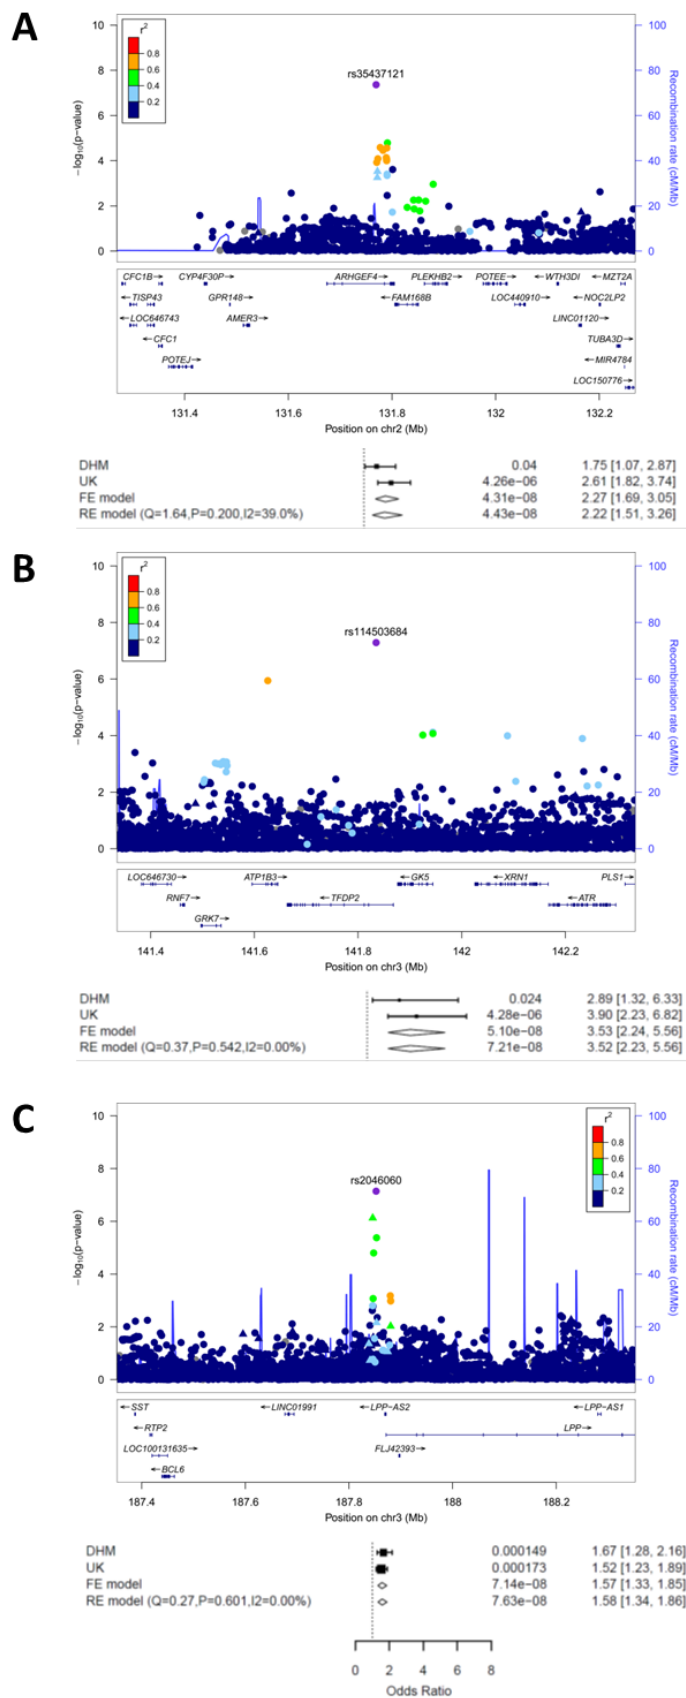 A
r²
0.8
0.6
0.4
0.2
rs35437121
10
8
6
4
2
0
−log10(p−value)
100
80
60
40
20
0
Recombination rate (cM/Mb)
CFC1B→ CYP4F30P→ ARHGEF4→ PLEKHB2→ POTEE→ ←WTH3DI MZT2A
←TISP43 GPR148→ ←FAM168B LOC440910→ ←NOC2LP2
←LOC646743 AMER3→ LINC01120→
←CFC1 TUBA3D→
POTEJ→ ←MIR4784
LOC150776→
131.4 131.6 131.8 132 132.2
Position on chr2 (Mb)
DHM 0.04 1.75 [1.07, 2.87]
UK 4.26e−06 2.61 [1.82, 3.74]
FE model 4.31e−08 2.27 [1.69, 3.05]
RE model (Q=1.64,P=0.200,I2=39.0%) 4.43e−08 2.22 [1.51, 3.26]
B
r²
0.8
0.6
0.4
0.2
rs114503684
10
8
6
4
2
0
−log10(p−value)
100
80
60
40
20
0
Recombination rate (cM/Mb)
LOC646730→ ATP1B3→ ←GK5 ←XRN1 PLS1→
RNF7→ ←TFDP2 ←ATR
GRK7→
141.4 141.6 141.8 142 142.2
Position on chr3 (Mb)
DHM 0.024 2.89 [1.32, 6.33]
UK 4.28e−06 3.90 [2.23, 6.82]
FE model 5.10e−08 3.53 [2.24, 5.56]
RE model (Q=0.37,P=0.542,I2=0.00%) 7.21e−08 3.52 [2.23, 5.56]
C
r²
0.8
0.6
0.4
0.2
rs2046060
10
8
6
4
2
0
−log10(p−value)
100
80
60
40
20
0
Recombination rate (cM/Mb)
←SST ←LINC01991 ←LPP−AS2 ←LPP−AS1
←RTP2 LPP→
LOC100131635→ FLJ42393→
←BCL6
187.4 187.6 187.8 188 188.2
Position on chr3 (Mb)
DHM 0.000149 1.67 [1.28, 2.16]
UK 0.000173 1.52 [1.23, 1.89]
FE model 7.14e−08 1.57 [1.33, 1.85]
RE model (Q=0.27,P=0.601,I2=0.00%) 7.63e−08 1.58 [1.34, 1.86]
0 2 4 6 8
Odds Ratio